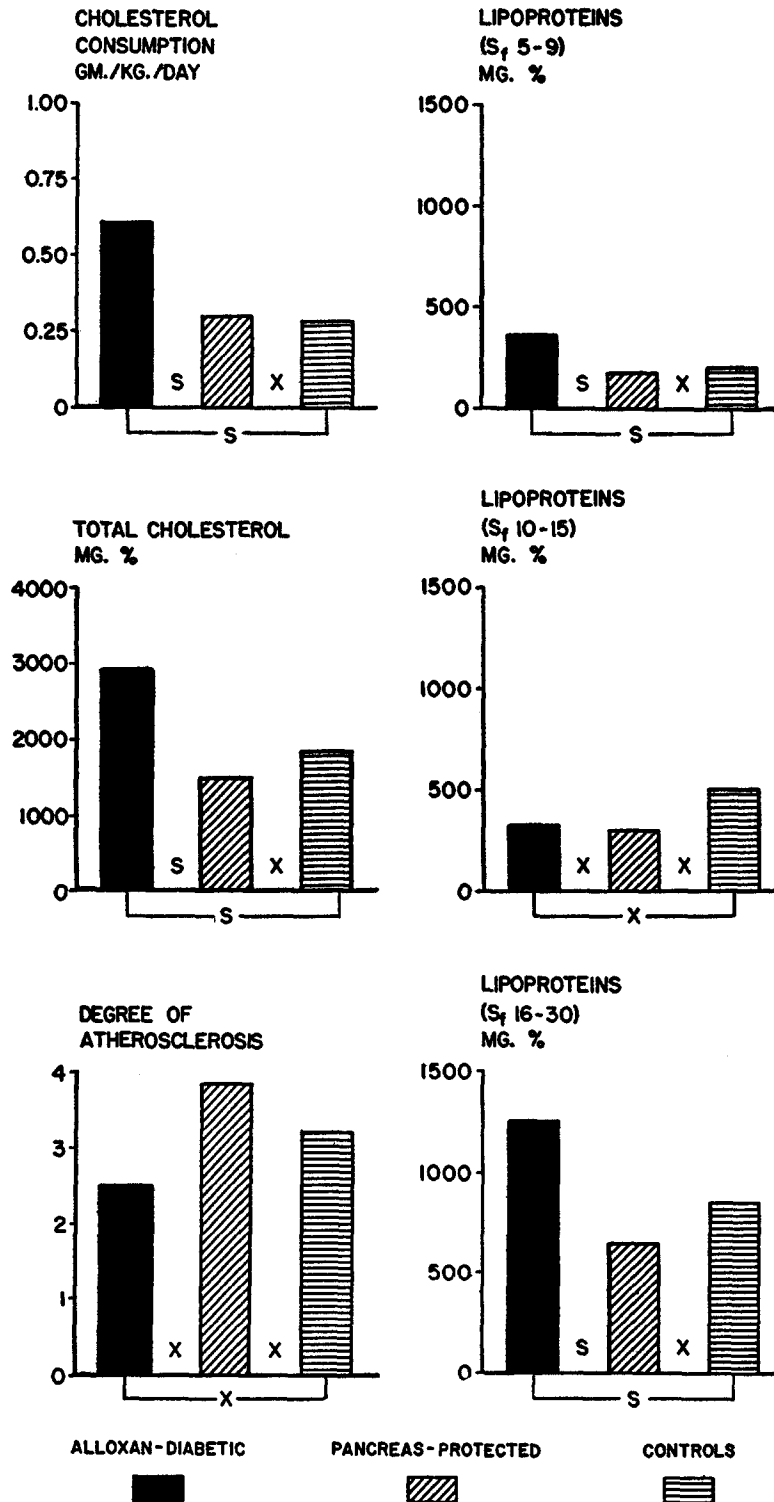 CHOLESTEROL
CONSUMPTION
GM./KG./DAY
1.00
0.75
0.50
0.25
0
S
X
S
LIPOPROTEINS
(Sf 5-9)
MG. %
1500
1000
500
0
S
X
S
TOTAL CHOLESTEROL
MG. %
4000
3000
2000
1000
0
S
X
S
LIPOPROTEINS
(Sf 10-15)
MG. %
1500
1000
500
0
X
X
X
DEGREE OF
ATHEROSCLEROSIS
4
3
2
1
0
X
X
X
LIPOPROTEINS
(Sf 16-30)
MG. %
1500
1000
500
0
S
X
S
ALLOXAN-DIABETIC
PANCREAS-PROTECTED
CONTROLS